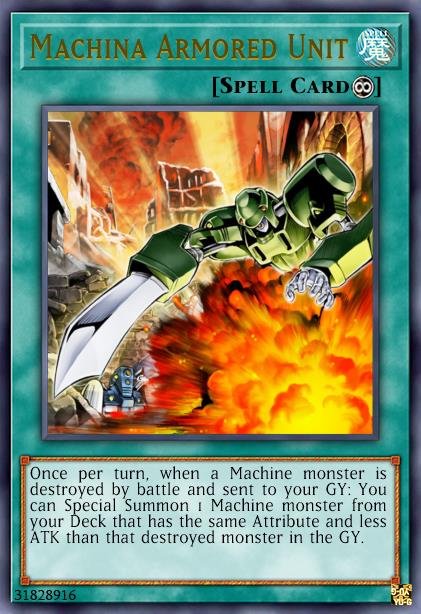 Machina Armored Unit
SPELL
魔
[Spell Card]
Once per turn, when a Machine monster is
destroyed by battle and sent to your GY: You
can Special Summon 1 Machine monster from
your Deck that has the same Attribute and less
ATK than that destroyed monster in the GY.
31828916